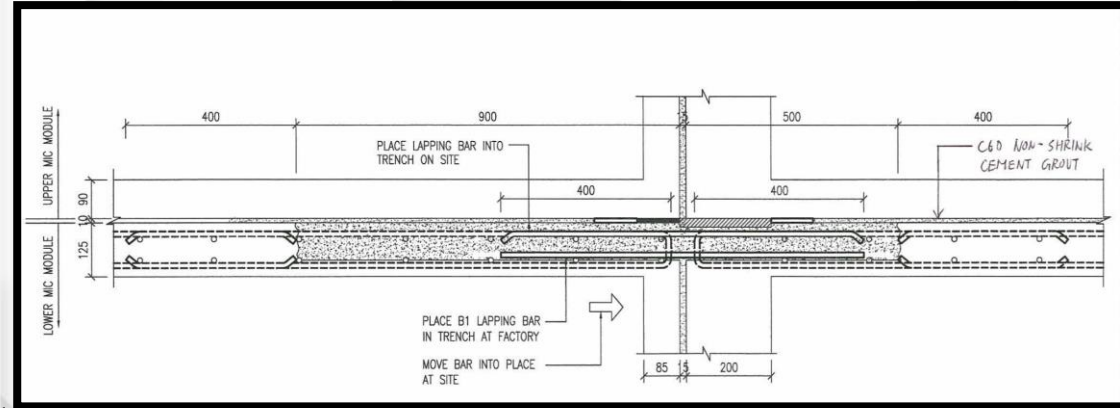 400
900
5
500
400
PLACE LAPPING BAR INTO
TRENCH ON SITE
C60 NON-SHRINK
CEMENT GROUT
UPPER MIC MODULE
90
400
400
10
125
LOWER MIC MODULE
PLACE B1 LAPPING BAR
IN TRENCH AT FACTORY
MOVE BAR INTO PLACE
AT SITE
85
15
200